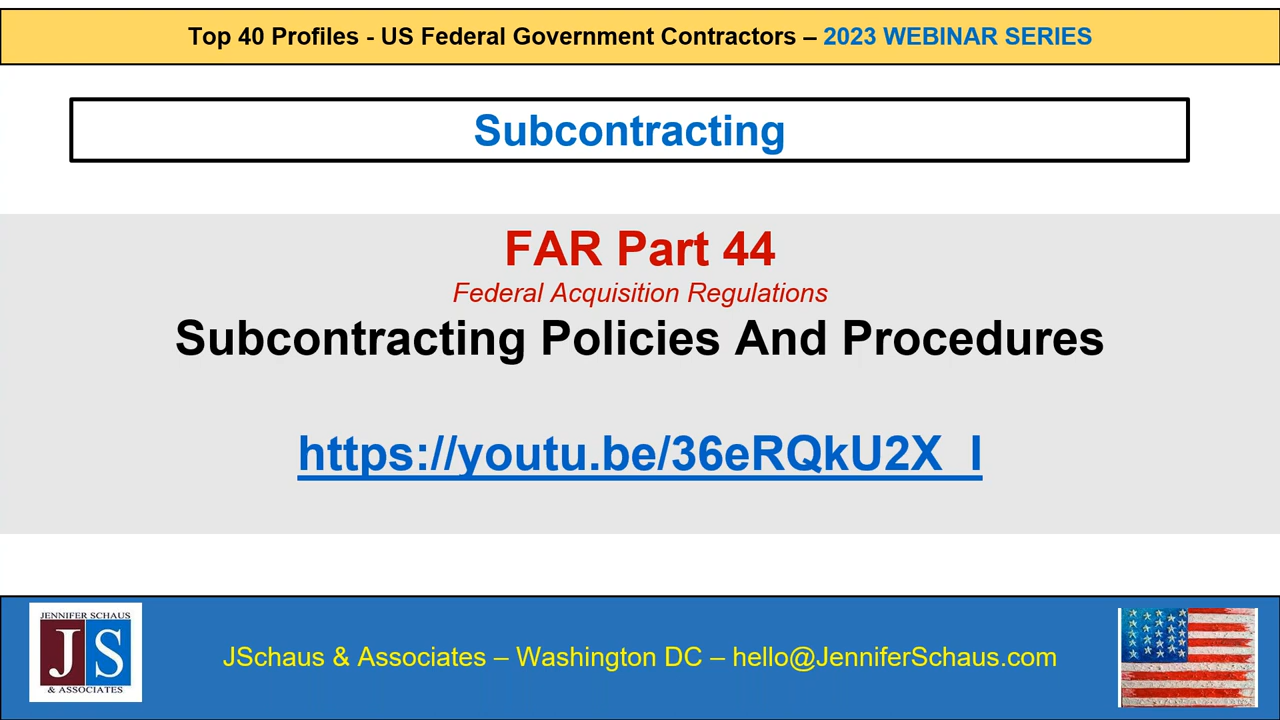 Top 40 Profiles - US Federal Government Contractors – 2023 WEBINAR SERIES
Subcontracting
FAR Part 44
Federal Acquisition Regulations
Subcontracting Policies And Procedures
https://youtu.be/36eRQkU2X_I
JENNIFER SCHAUS
JS
& ASSOCIATES
JSchaus & Associates – Washington DC – hello@JenniferSchaus.com